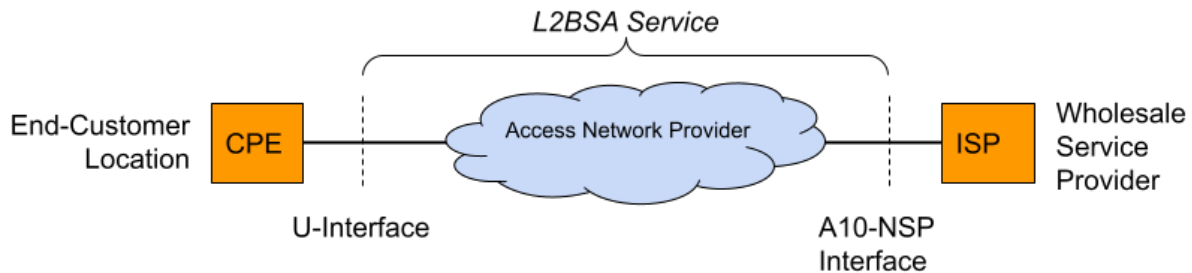 L2BSA Service
End-Customer
Location
CPE
Access Network Provider
ISP
Wholesale
Service
Provider
U-Interface
A10-NSP
Interface